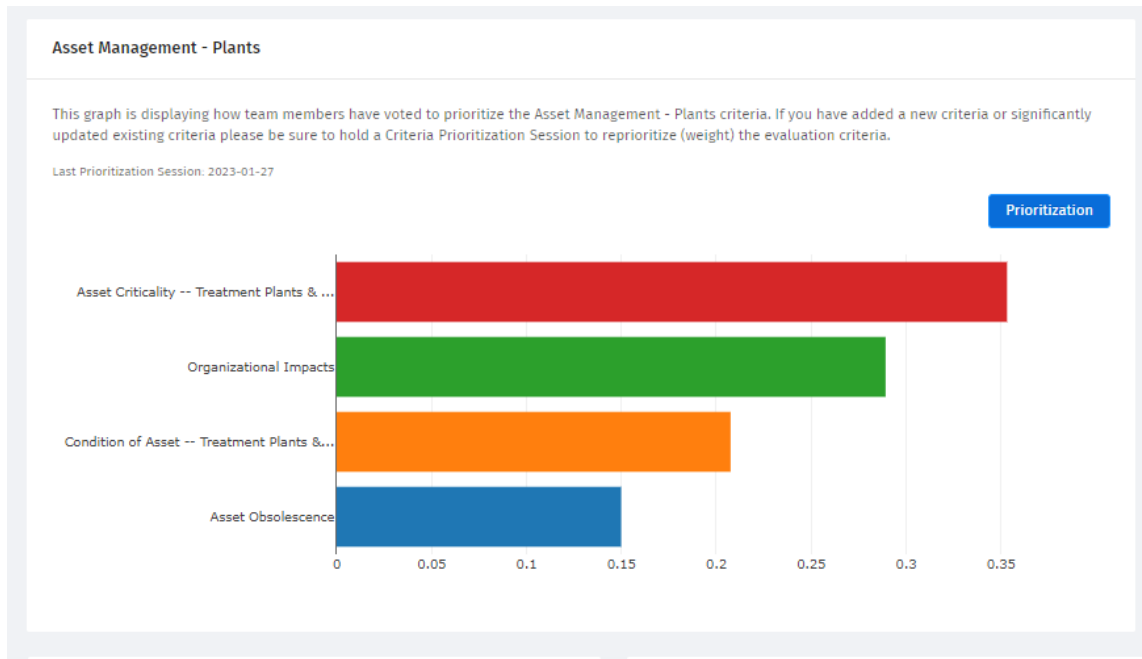 Asset Management - Plants
This graph is displaying how team members have voted to prioritize the Asset Management - Plants criteria. If you have added a new criteria or significantly
updated existing criteria please be sure to hold a Criteria Prioritization Session to reprioritize (weight) the evaluation criteria.
Last Prioritization Session: 2023-01-27
Prioritization
Asset Criticality -- Treatment Plants & ...
Organizational Impacts
Condition of Asset -- Treatment Plants &...
Asset Obsolescence
0 0.05 0.1 0.15 0.2 0.25 0.3 0.35